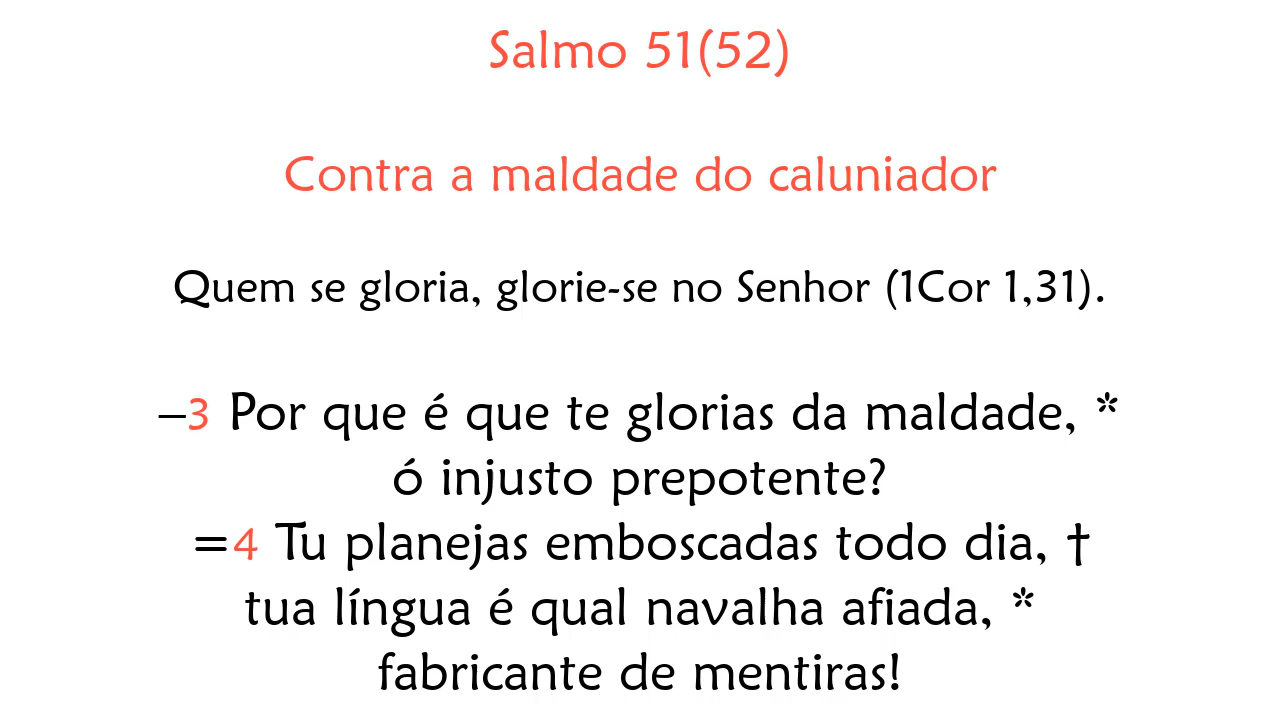 Salmo 51(52)
Contra a maldade do caluniador
Quem se gloria, glorie-se no Senhor (1Cor 1,31).
–3 Por que é que te glorias da maldade, *
ó injusto prepotente?
=4 Tu planejas emboscadas todo dia, †
tua língua é qual navalha afiada, *
fabricante de mentiras!